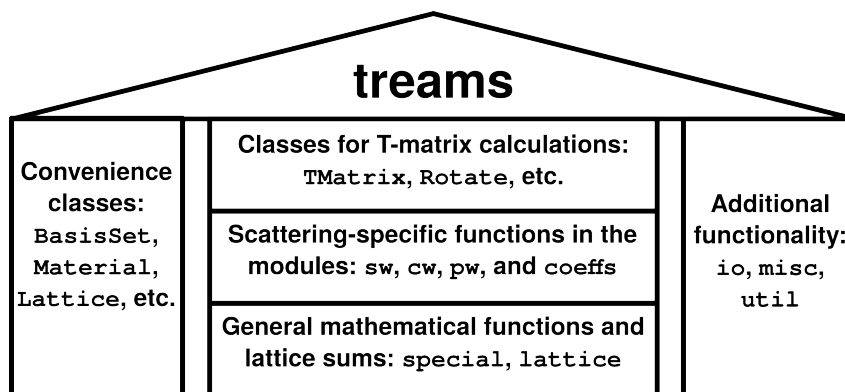 treams
Convenience
classes:
BasisSet,
Material,
Lattice, etc.
Classes for T-matrix calculations:
TMatrix, Rotate, etc.
Scattering-specific functions in the
modules: sw, cw, pw, and coeffs
General mathematical functions and
lattice sums: special, lattice
Additional
functionality:
io, misc,
util